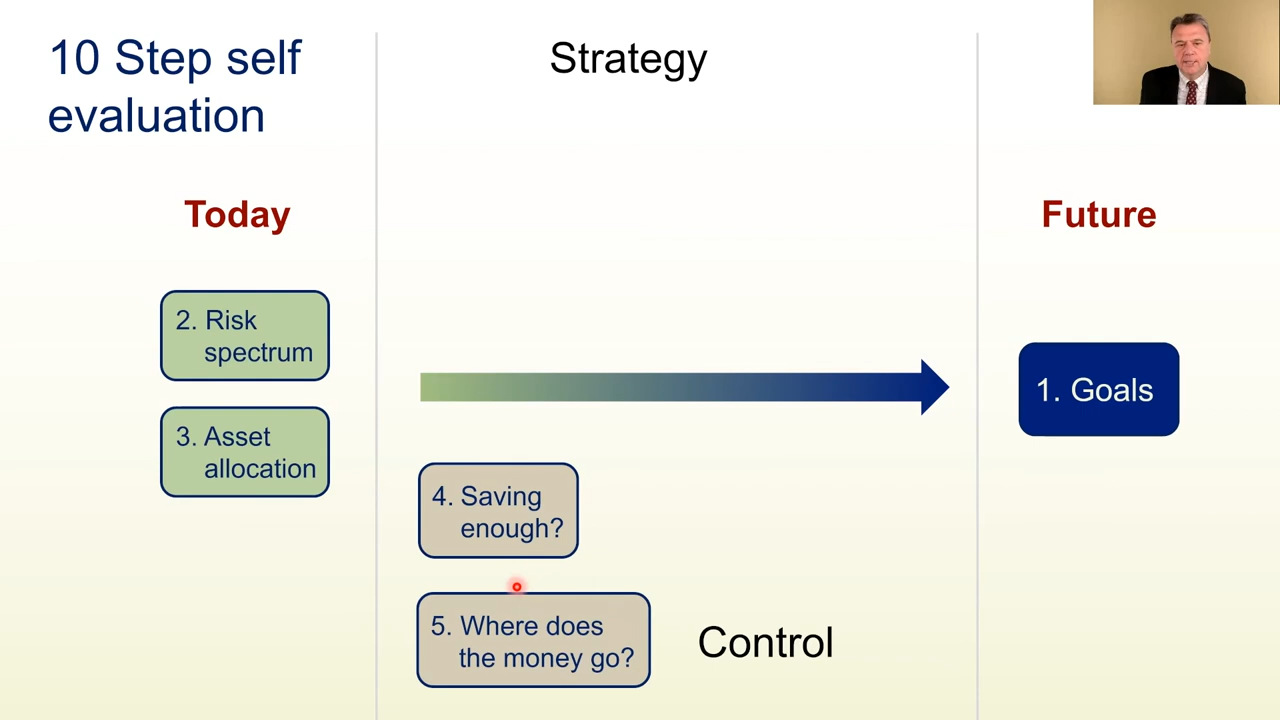 10 Step self
evaluation
Strategy
Today
Future
2. Risk
spectrum
3. Asset
allocation
1. Goals
4. Saving
enough?
5. Where does
the money go?
Control